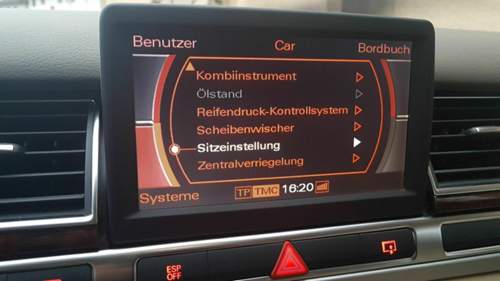 Benutzer Car Bordbuch
Kombiinstrument
Ölstand
Reifendruck-Kontrollsystem
Scheibenwischer
Sitzeinstellung
Zentralverriegelung
Systeme TP TMC 16:20
ESP
OFF